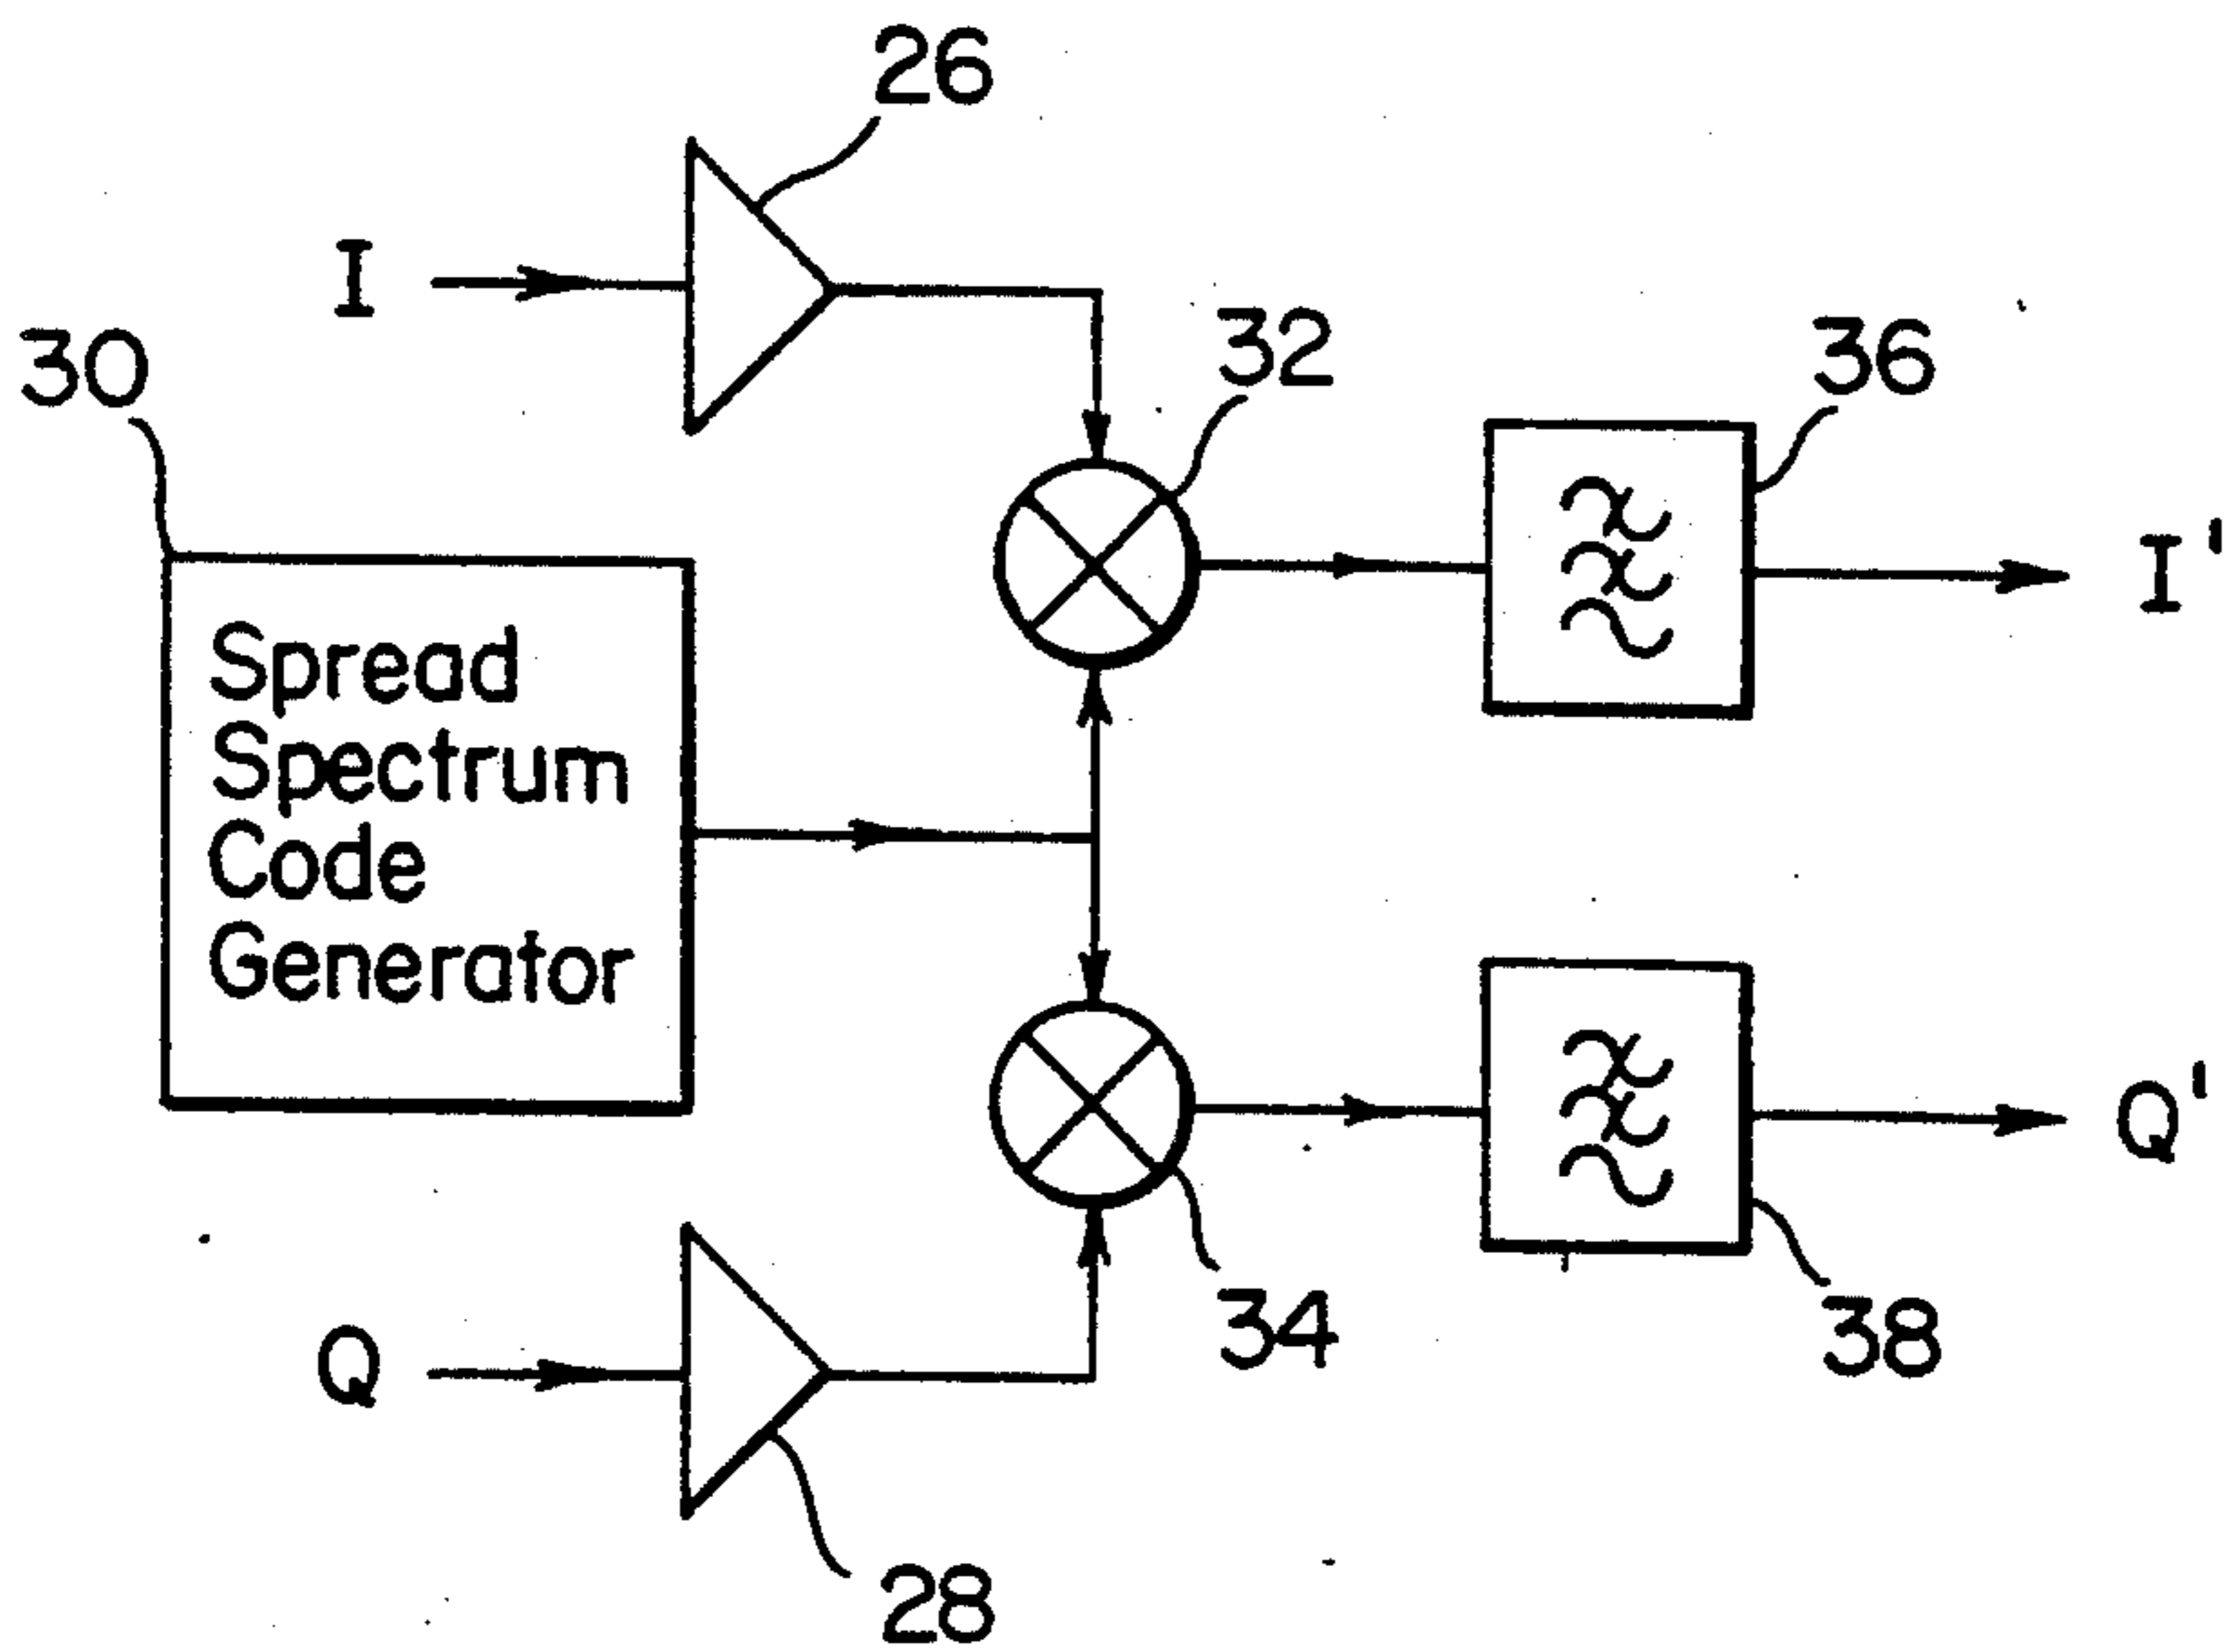 26
I
30
32
36
I'
Spread
Spectrum
Code
Generator
Q'
Q
34
38
28